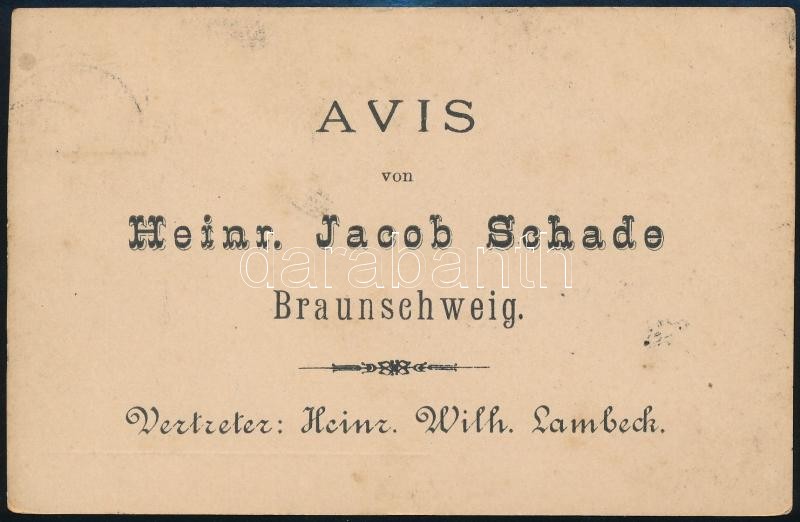 AVIS
von
Heinr. Jacob Schade
darabanth
Braunschweig.
Vertreter: Heinr. Wilh. Lambeck.